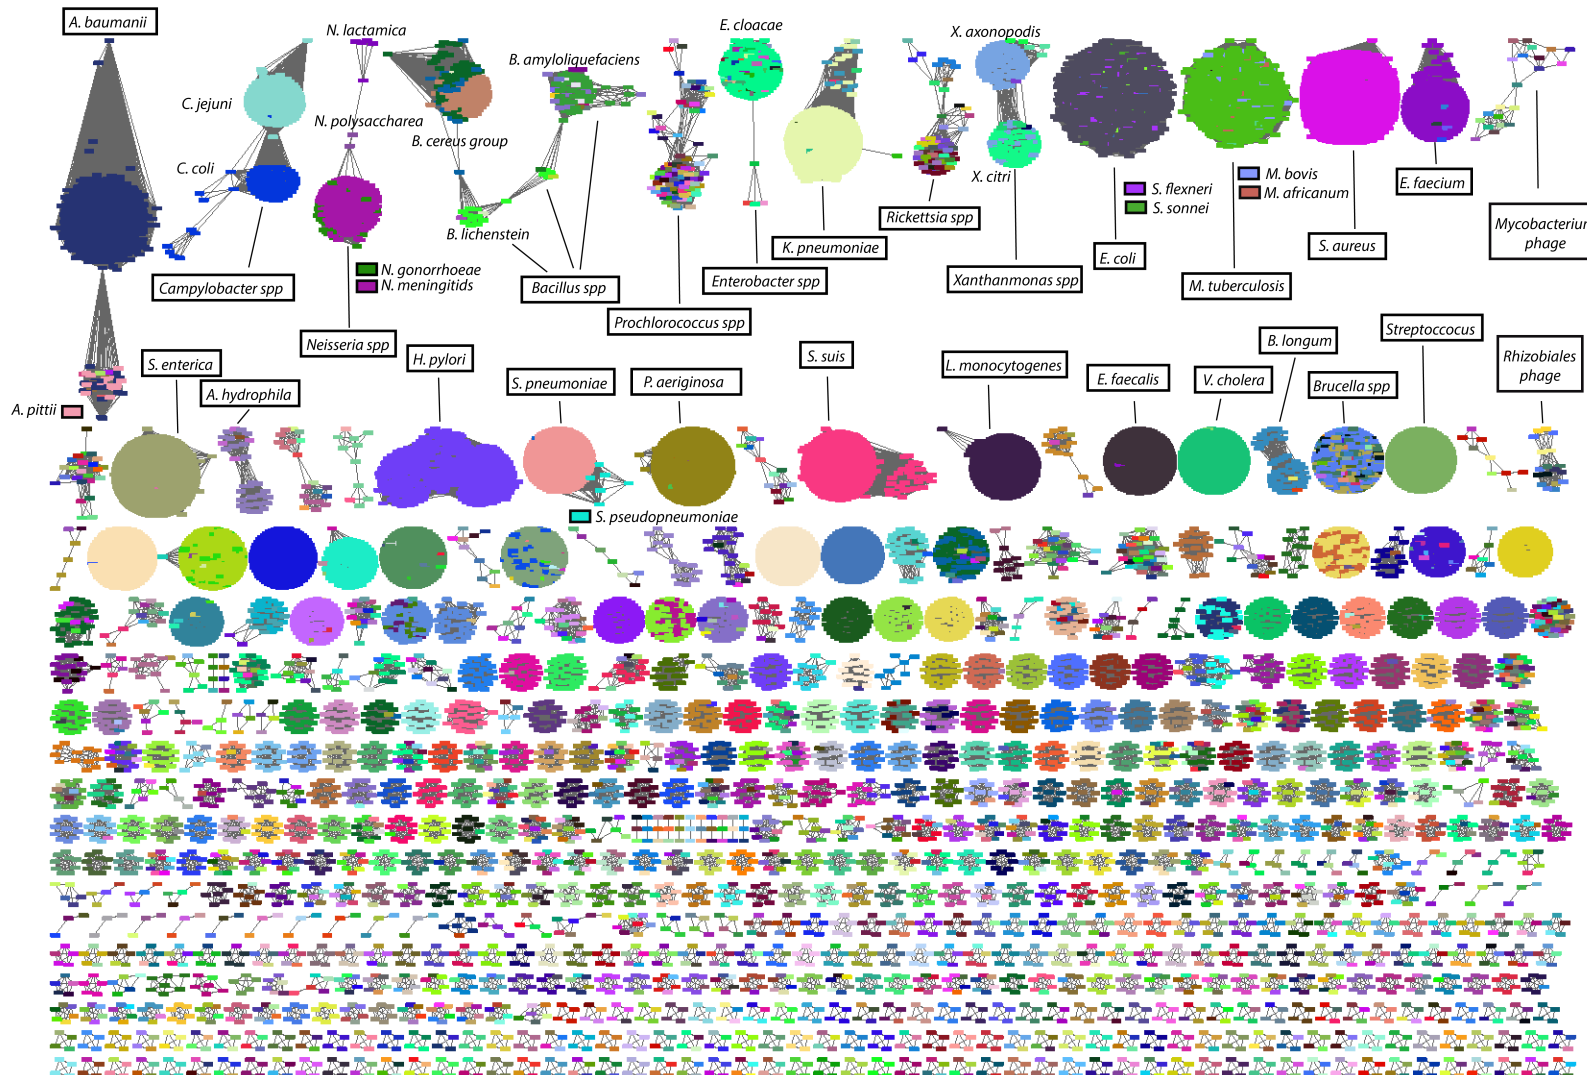 A. baumanii
N. lactamica
E. cloacae
X. axonopodis
B. amyloliquefaciens
C. jejuni
N. polysaccharea
B. cereus group
C. coli
X. citri
M. bovis
S. flexneri
M. africanum
S. sonnei
E. faecium
Rickettsia spp
Mycobacterium
phage
B. lichenstein
K. pneumoniae
S. aureus
E. coli
N. gonorrhoeae
N. meningitids
Campylobacter spp
Bacillus spp
Enterobacter spp
Xanthanmonas spp
M. tuberculosis
Prochlorococcus spp
Neisseria spp
S. enterica
H. pylori
S. suis
B. longum
Streptoccocus
Rhizobiales
phage
L. monocytogenes
S. pneumoniae
P. aeriginosa
E. faecalis
V. cholera
Brucella spp
A. hydrophila
A. pittii
S. pseudopneumoniae